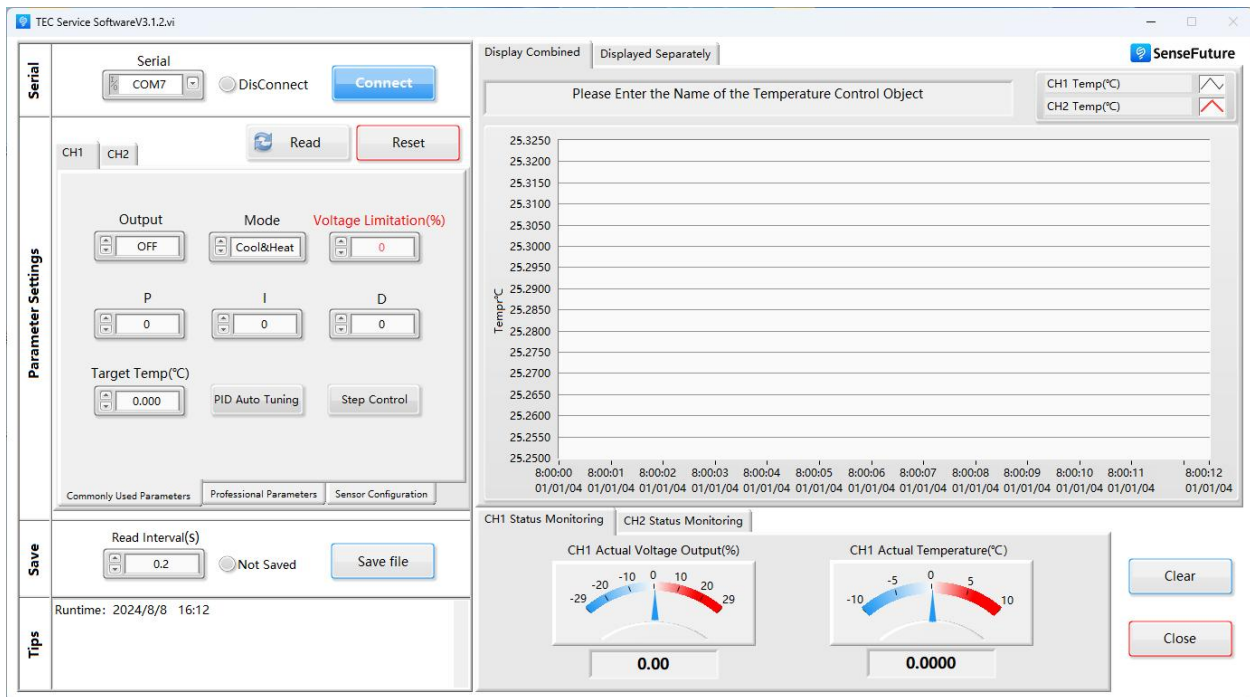 TEC Service SoftwareV3.1.2.vi
Serial
Serial
COM7
DisConnect
Connect
Parameter Settings
CH1
CH2
Read
Reset
Output
Mode
Voltage Limitation(%)
OFF
Cool&Heat
0
P
I
D
0
0
0
Target Temp(℃)
0.000
PID Auto Tuning
Step Control
Commonly Used Parameters
Professional Parameters
Sensor Configuration
Save
Read Interval(S)
0.2
Not Saved
Save file
Tips
Runtime: 2024/8/8 16:12
Display Combined
Displayed Separately
SenseFuture
Please Enter the Name of the Temperature Control Object
CH1 Temp(℃)
CH2 Temp(℃)
Tempr℃
25.3250
25.3200
25.3150
25.3100
25.3050
25.3000
25.2950
25.2900
25.2850
25.2800
25.2750
25.2700
25.2650
25.2600
25.2550
25.2500
8:00:00 8:00:01 8:00:02 8:00:03 8:00:04 8:00:05 8:00:06 8:00:07 8:00:08 8:00:09 8:00:10 8:00:11 8:00:12
01/01/04 01/01/04 01/01/04 01/01/04 01/01/04 01/01/04 01/01/04 01/01/04 01/01/04 01/01/04 01/01/04 01/01/04 01/01/04
CH1 Status Monitoring
CH2 Status Monitoring
CH1 Actual Voltage Output(%)
-29 -20 -10 0 10 20 29
0.00
CH1 Actual Temperature(℃)
-10 -5 0 5 10
0.0000
Clear
Close